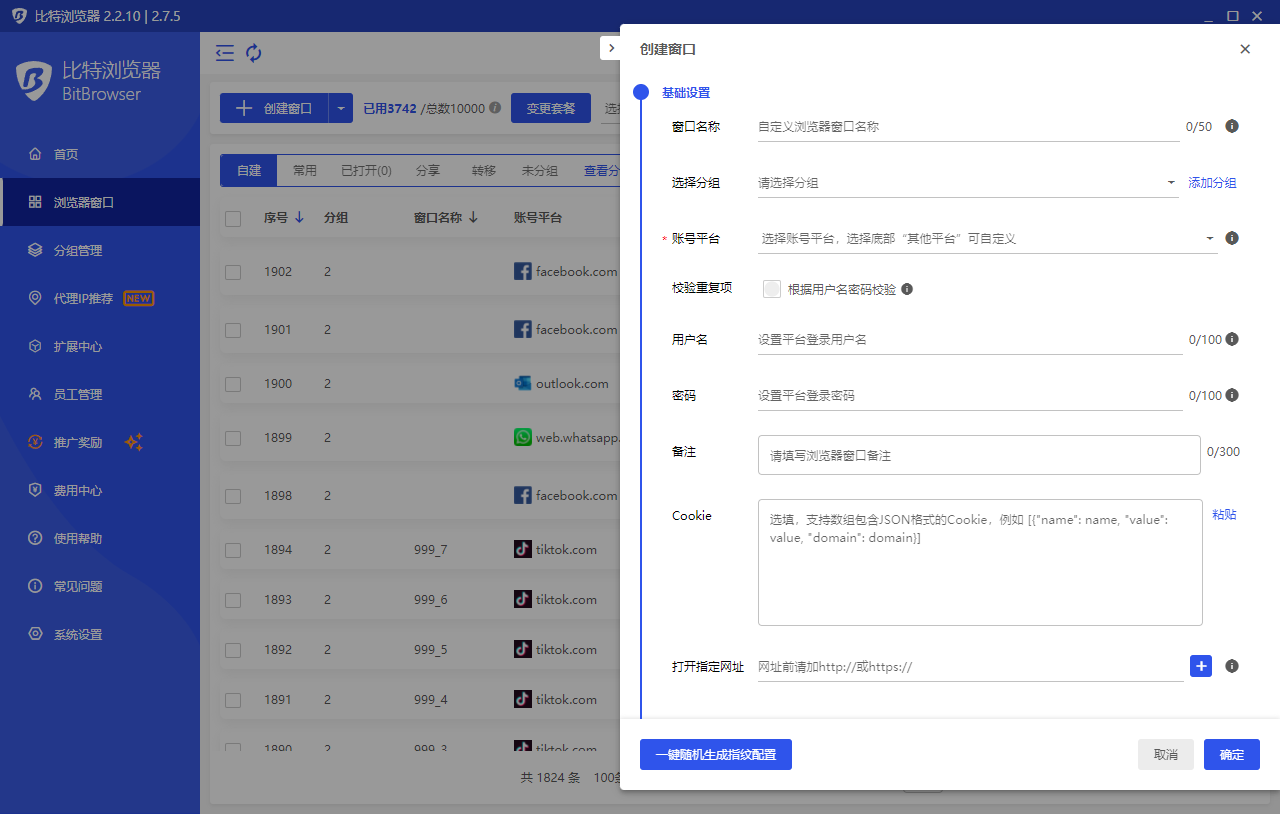 比特浏览器 2.2.10 | 2.7.5
比特浏览器
BitBrowser
首页
浏览器窗口
分组管理
代理IP推荐 NEW
扩展中心
员工管理
推广奖励
费用中心
使用帮助
常见问题
系统设置
创建窗口 已用3742 /总数10000 变更套餐
自建 常用 已打开(0) 分享 转移 未分组 查看分
序号 分组 窗口名称 账号平台
1902 2 facebook.com
1901 2 facebook.com
1900 2 outlook.com
1899 2 web.whatsapp.
1898 2 facebook.com
1894 2 999_7 tiktok.com
1893 2 999_6 tiktok.com
1892 2 999_5 tiktok.com
1891 2 999_4 tiktok.com
1890 2 999_3 tiktok.com
共 1824 条 100条
创建窗口
基础设置
窗口名称 自定义浏览器窗口名称 0/50
选择分组 请选择分组 添加分组
* 账号平台 选择账号平台，选择底部“其他平台”可自定义
校验重复项 根据用户名密码校验
用户名 设置平台登录用户名 0/100
密码 设置平台登录密码 0/100
备注 请填写浏览器窗口备注 0/300
Cookie 选填，支持数组包含JSON格式的Cookie，例如 [{"name": name, "value": 粘贴
value, "domain": domain}]
打开指定网址 网址前请加http://或https://
一键随机生成指纹配置 取消 确定